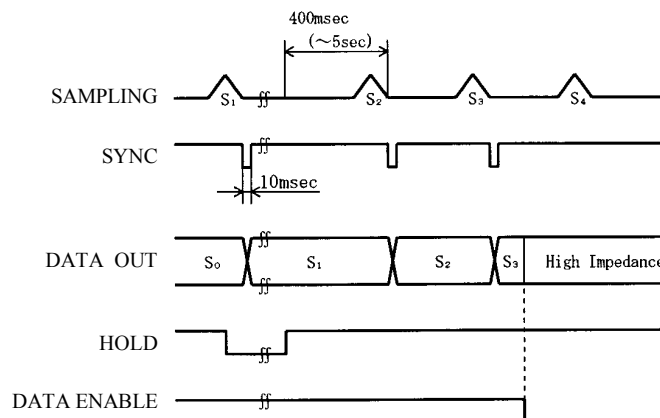 400msec
(～5sec)
SAMPLING S₁ S₂ S₃ S₄
SYNC
10msec
DATA OUT S₀ S₁ S₂ S₃ High Impedance
HOLD
DATA ENABLE